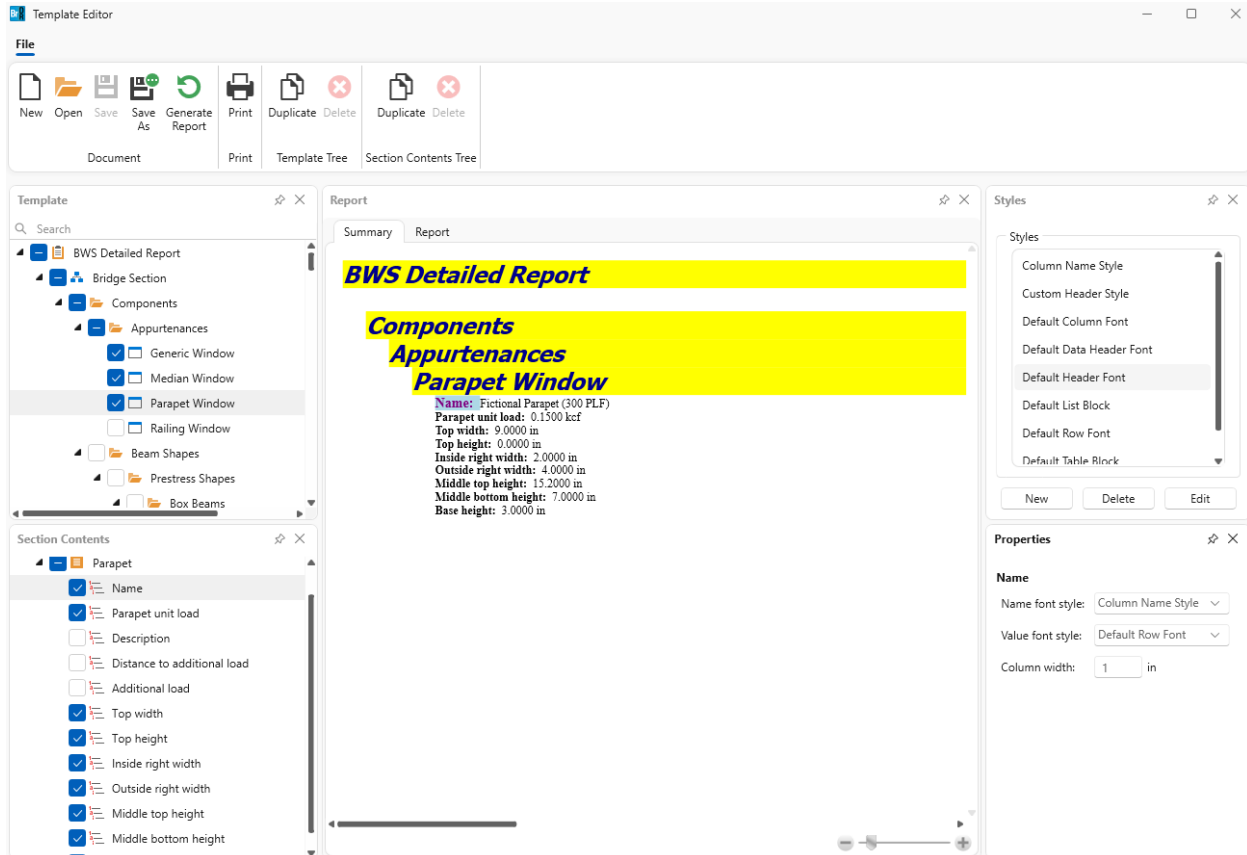 Br Template Editor
File
New Open Save Save As Generate Report Print Duplicate Delete Duplicate Delete
Document Print Template Tree Section Contents Tree
Template
Search
BWS Detailed Report
Bridge Section
Components
Appurtenances
Generic Window
Median Window
Parapet Window
Railing Window
Beam Shapes
Prestress Shapes
Box Beams
Section Contents
Parapet
Name
Parapet unit load
Description
Distance to additional load
Additional load
Top width
Top height
Inside right width
Outside right width
Middle top height
Middle bottom height
Report
Summary Report
BWS Detailed Report
Components
Appurtenances
Parapet Window
Name: Fictional Parapet (300 PLF)
Parapet unit load: 0.1500 kcf
Top width: 9.0000 in
Top height: 0.0000 in
Inside right width: 2.0000 in
Outside right width: 4.0000 in
Middle top height: 15.2000 in
Middle bottom height: 7.0000 in
Base height: 3.0000 in
Styles
Styles
Column Name Style
Custom Header Style
Default Column Font
Default Data Header Font
Default Header Font
Default List Block
Default Row Font
Default Table Block
New Delete Edit
Properties
Name
Name font style: Column Name Style
Value font style: Default Row Font
Column width: 1 in